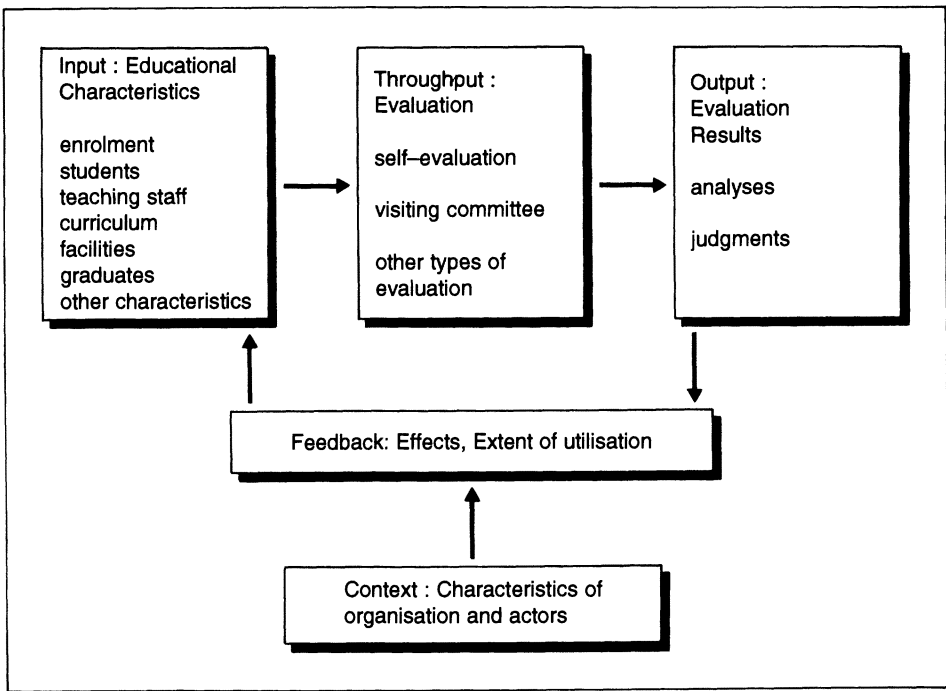 Input : Educational
Characteristics
enrolment
students
teaching staff
curriculum
facilities
graduates
other characteristics
Throughput :
Evaluation
self–evaluation
visiting committee
other types of
evaluation
Output :
Evaluation
Results
analyses
judgments
Feedback: Effects, Extent of utilisation
Context : Characteristics of
organisation and actors